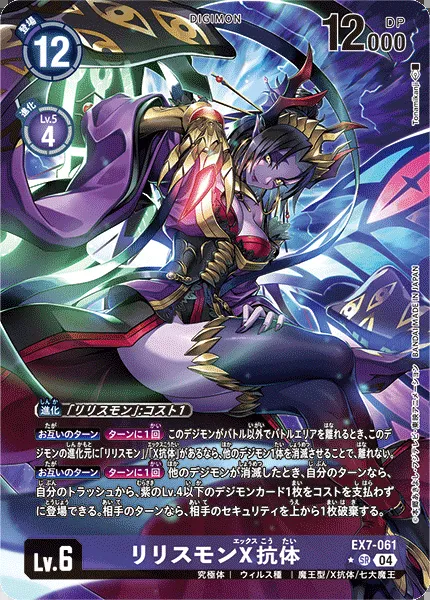 登場
12
DIGIMON
DP
12000
進化
Lv.5
4
Tonamikanji
BANDAI MADE IN JAPAN
進化 「リリスモン」:コスト1
お互いのターン ターンに1回 このデジモンがバトル以外でバトルエリアを離れるとき、このデ
ジモンの進化元に「リリスモン」/「X抗体」があるなら、他のデジモン1体を消滅させることで、離れない。
お互いのターン ターンに1回 他のデジモンが消滅したとき、自分のターンなら、
自分のトラッシュから、紫のLv.4以下のデジモンカード1枚をコストを支払わず
に登場できる。相手のターンなら、相手のセキュリティを上から1枚破棄する。
Lv.6
リリスモンX抗体
EX7-061
SR 04
究極体 | ウィルス種 | 魔王型/X抗体/七大魔王